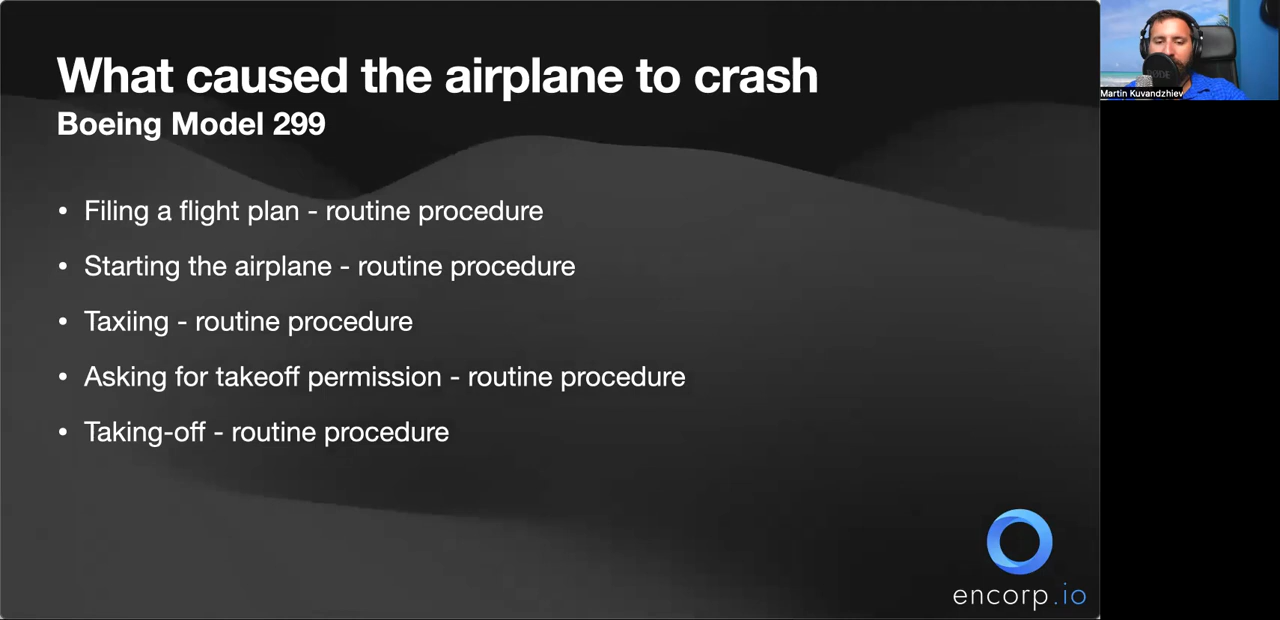 What caused the airplane to crash
Boeing Model 299
• Filing a flight plan - routine procedure
• Starting the airplane - routine procedure
• Taxiing - routine procedure
• Asking for takeoff permission - routine procedure
• Taking-off - routine procedure
encorp.io
RODE
Martin Kuvandzhiev